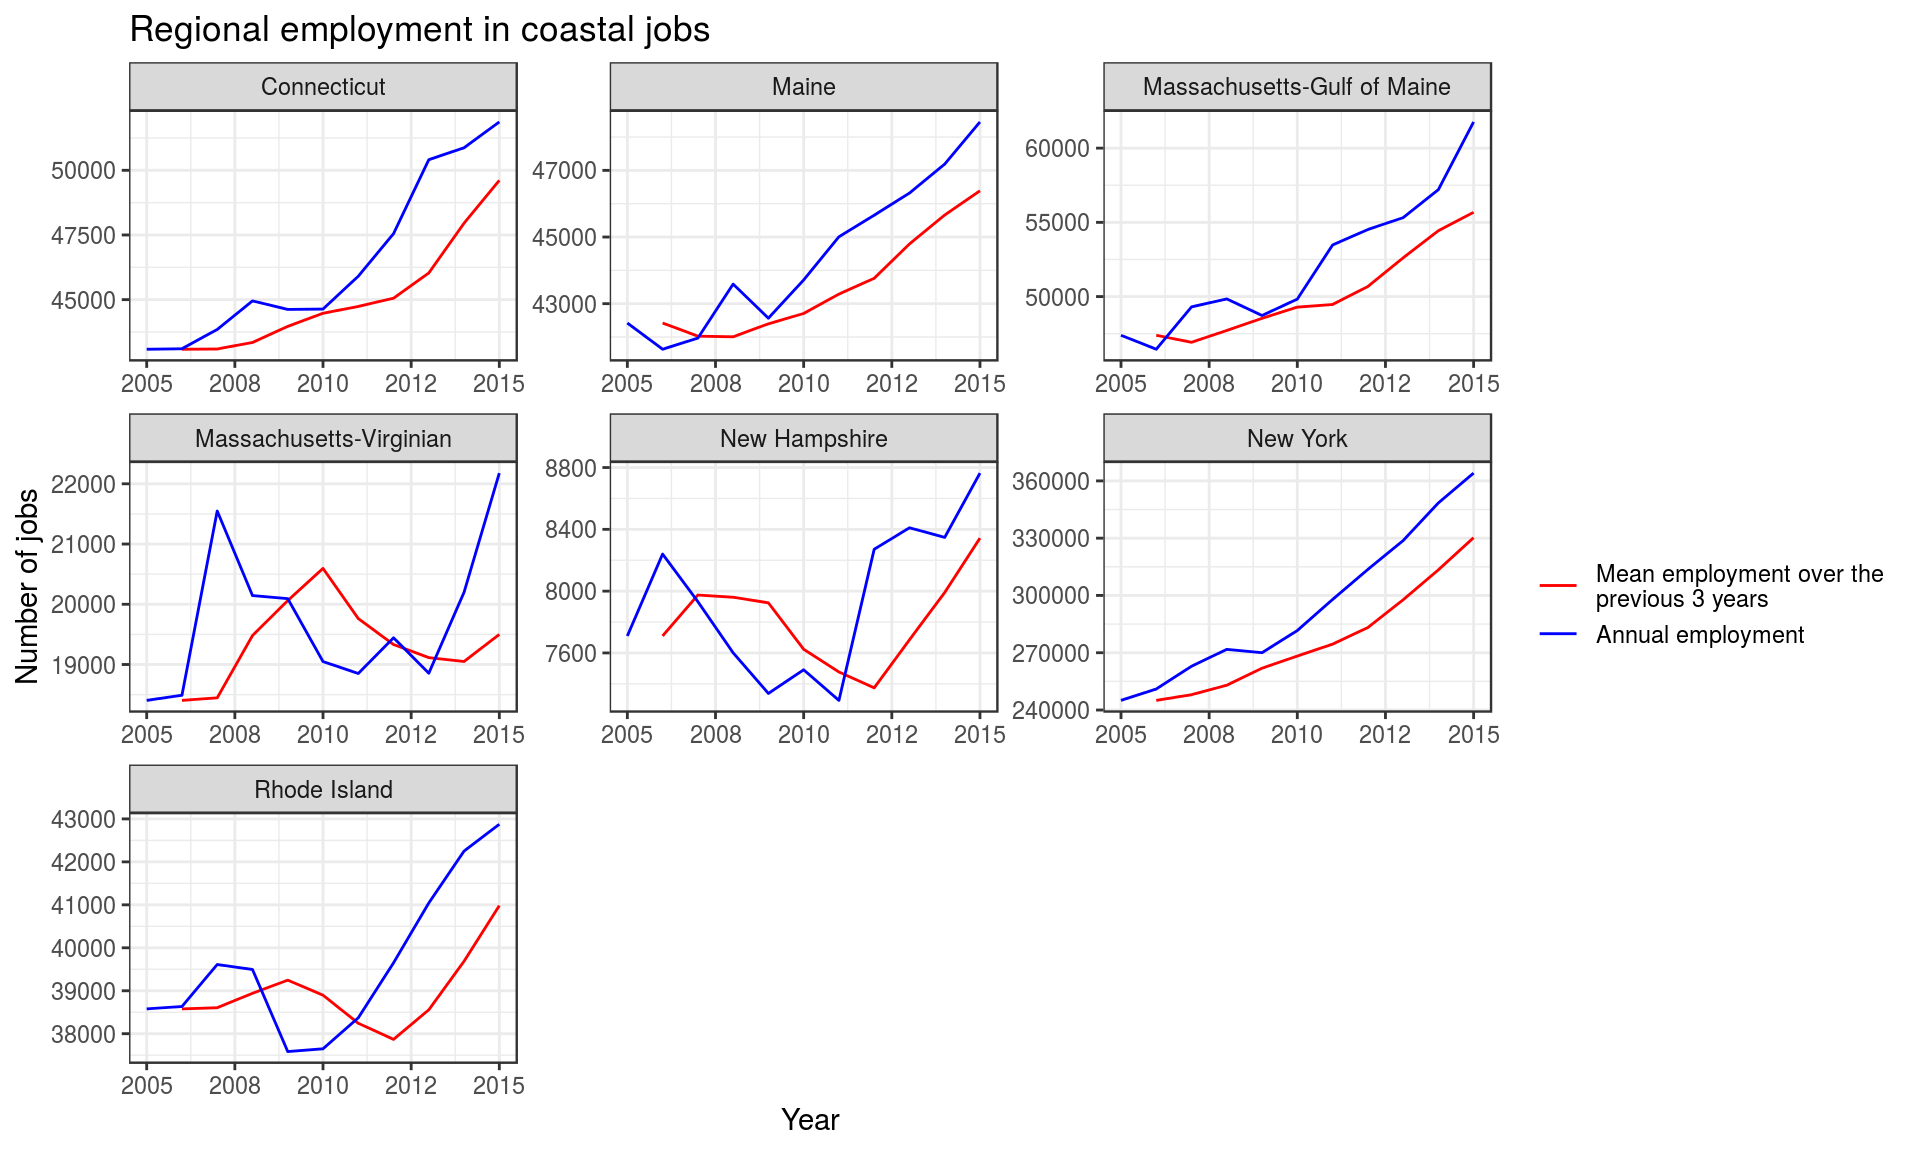 Regional employment in coastal jobs
Connecticut
Maine
Massachusetts-Gulf of Maine
50000
47500
45000
2005 2008 2010 2012 2015
47000
45000
43000
2005 2008 2010 2012 2015
60000
55000
50000
2005 2008 2010 2012 2015
Massachusetts-Virginian
New Hampshire
New York
Number of jobs
22000
21000
20000
19000
2005 2008 2010 2012 2015
8800
8400
8000
7600
2005 2008 2010 2012 2015
360000
330000
300000
270000
240000
2005 2008 2010 2012 2015
Mean employment over the
previous 3 years
Annual employment
Rhode Island
43000
42000
41000
40000
39000
38000
2005 2008 2010 2012 2015
Year